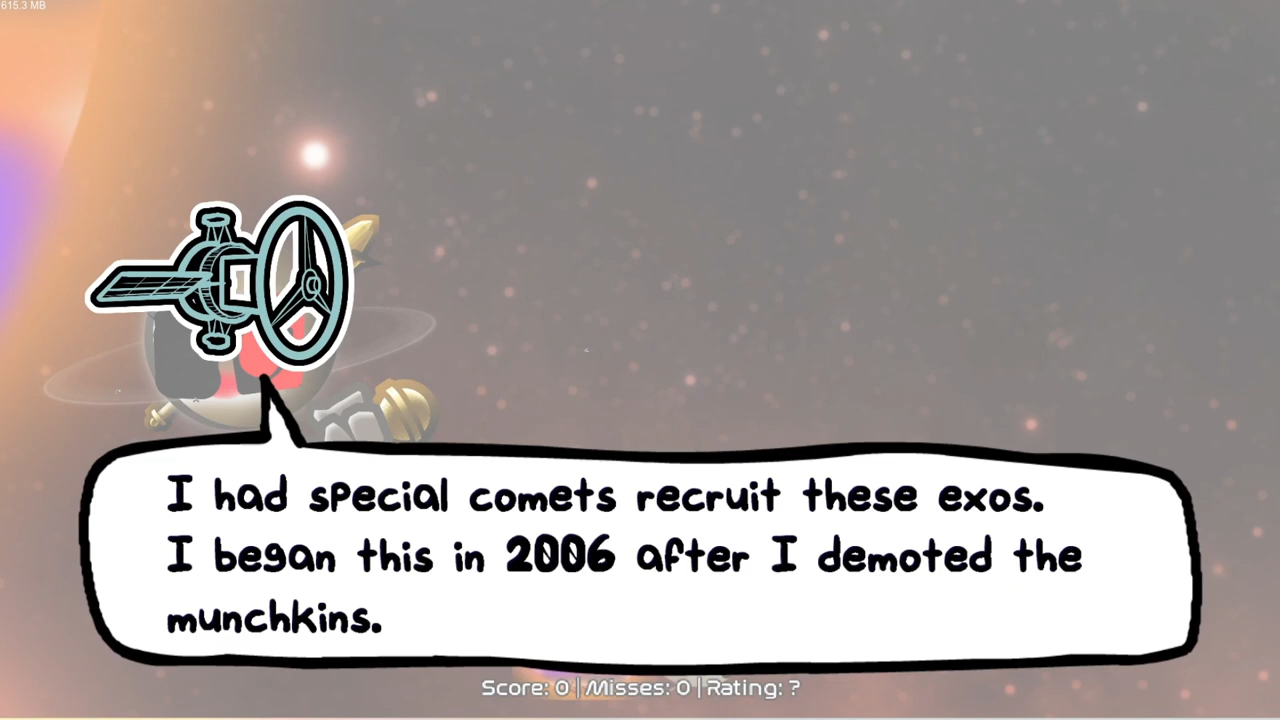 615.3 MB
I had special comets recruit these exos.
I began this in 2006 after I demoted the
munchkins.
Score: 0 | Misses: 0 | Rating: ?